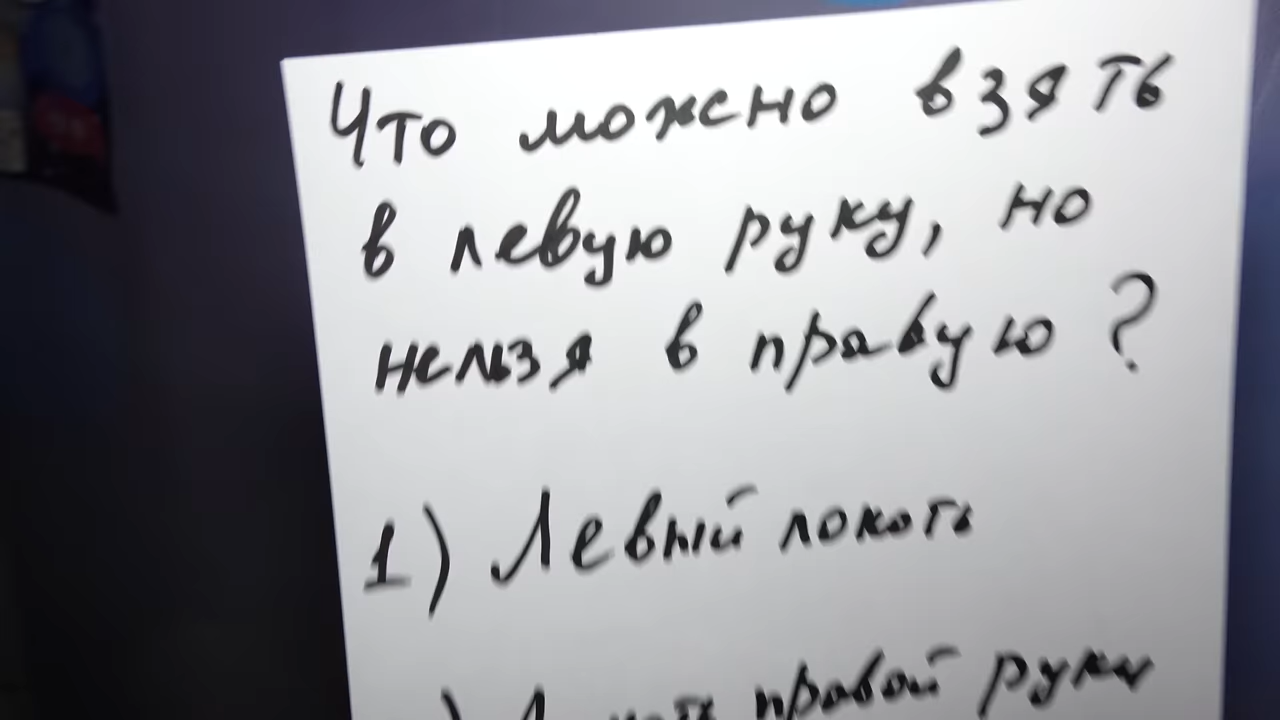 Что можно взять
в левую руку, но
нельзя в правую?
1) Левый локоть
правой руки